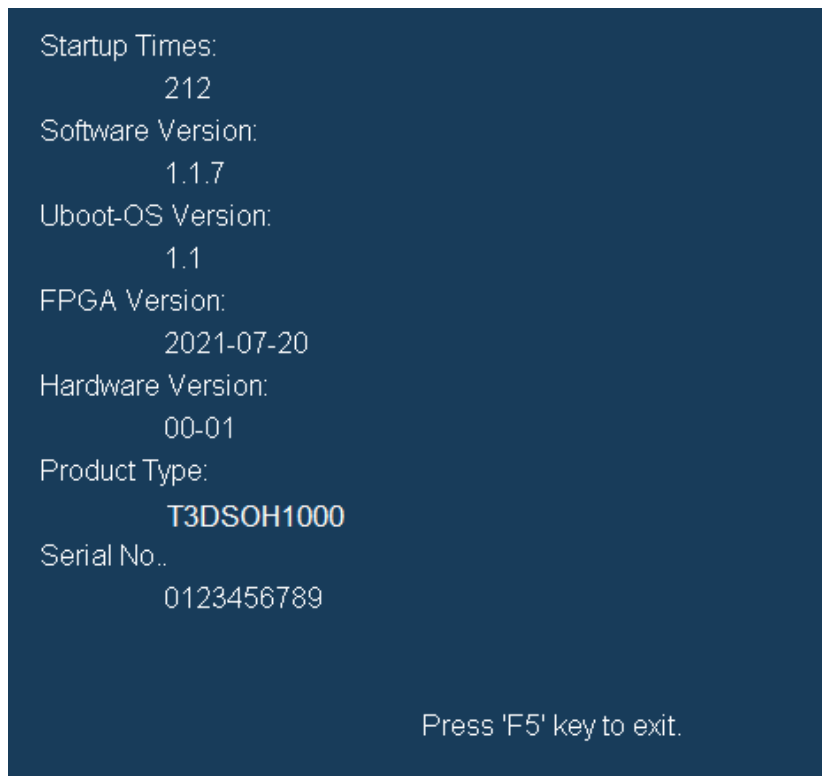 Startup Times:
212
Software Version:
1.1.7
Uboot-OS Version:
1.1
FPGA Version:
2021-07-20
Hardware Version:
00-01
Product Type:
T3DSOH1000
Serial No..
0123456789
Press 'F5' key to exit.